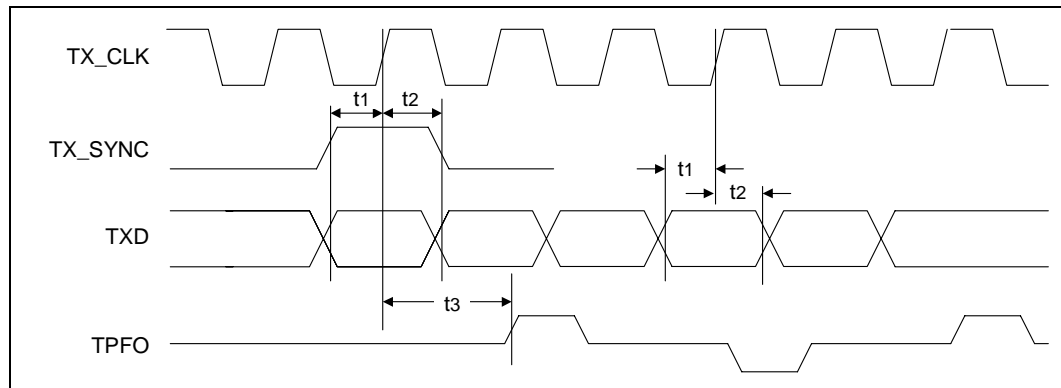 TX_CLK
t1 t2
TX_SYNC
t1
t2
TXD
t3
TPFO